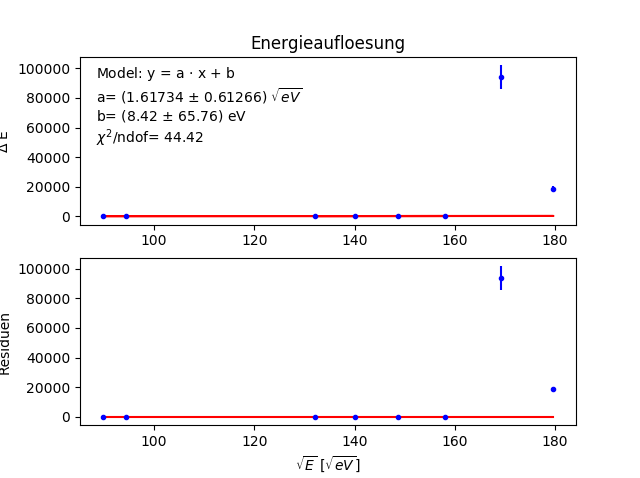 Energieaufloesung
Δ E
100000
80000
60000
40000
20000
0
Model: y = a · x + b
a= (1.61734 ± 0.61266) √eV
b= (8.42 ± 65.76) eV
χ²/ndof= 44.42
100 120 140 160 180
Residuen
100000
80000
60000
40000
20000
0
100 120 140 160 180
√E [√eV]